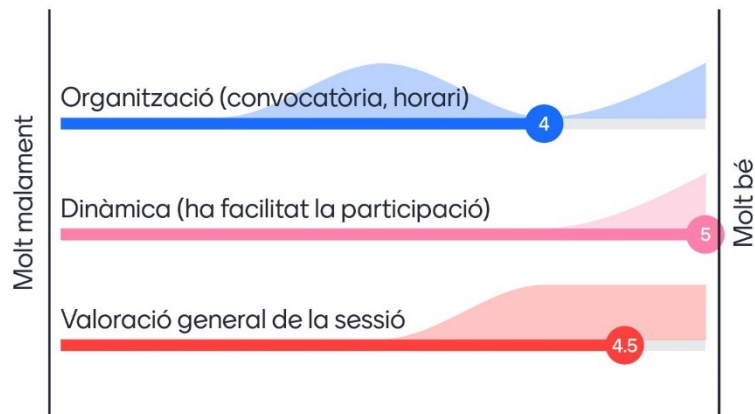 Molt malament
Organització (convocatòria, horari)
4
Dinàmica (ha facilitat la participació)
5
Valoració general de la sessió
4.5
Molt bé